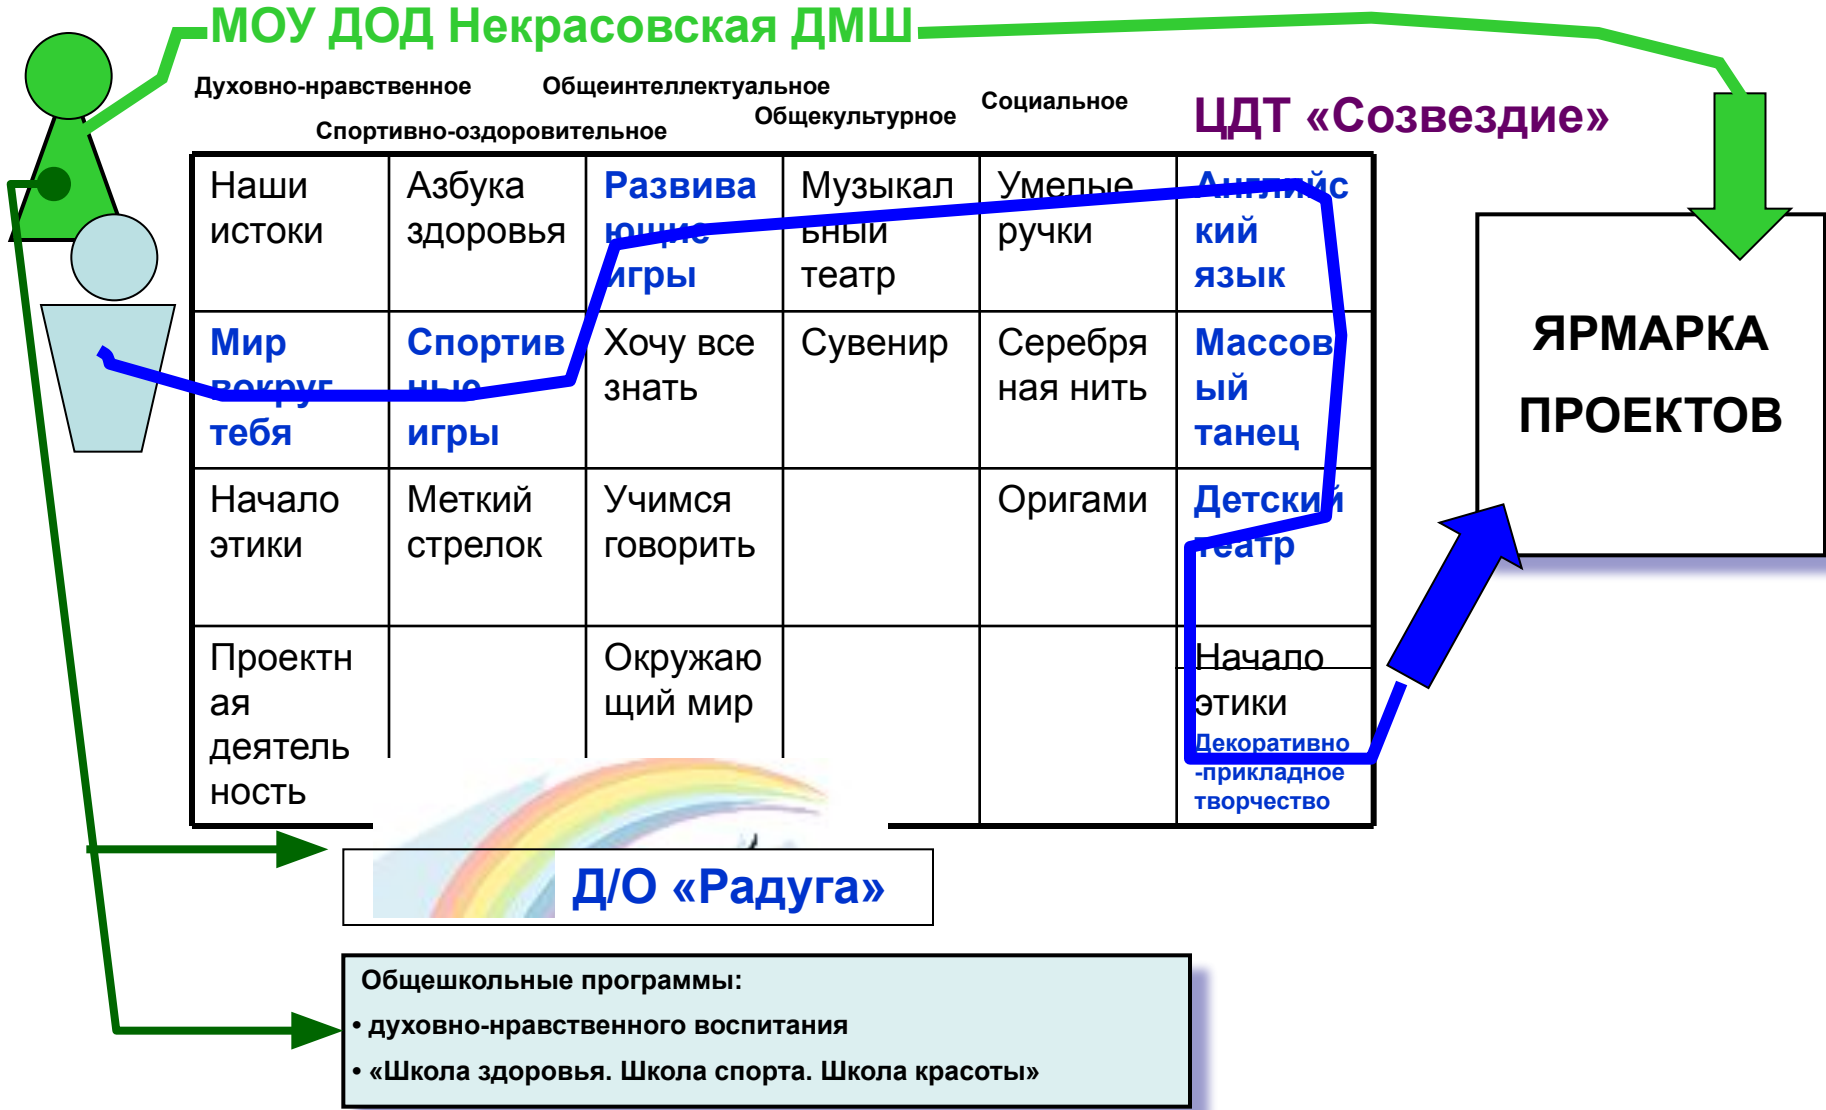 МОУ ДОД Некрасовская ДМШ
Духовно-нравственное
Общеинтеллектуальное
Спортивно-оздоровительное
Общекультурное
Социальное
ЦДТ «Созвездие»
Наши
истоки
Азбука
здоровья
Развива
ющие
игры
Музыкал
ьный
театр
Умелые
ручки
Английс
кий
язык
Мир
вокруг
тебя
Спортив
ные
игры
Хочу все
знать
Сувенир
Серебря
ная нить
Массов
ый
танец
Начало
этики
Меткий
стрелок
Учимся
говорить
Оригами
Детский
театр
Проектн
ая
деятель
ность
Окружаю
щий мир
Начало
этики
Декоративно
-прикладное
творчество
ЯРМАРКА
ПРОЕКТОВ
Д/О «Радуга»
Общешкольные программы:
• духовно-нравственного воспитания
• «Школа здоровья. Школа спорта. Школа красоты»